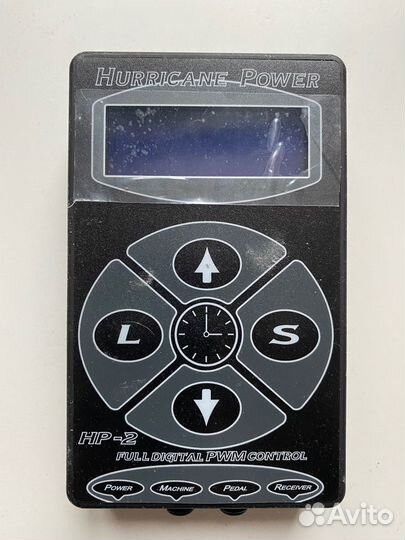 HURRICANE POWER
L
S
HP-2
FULL DIGITAL PWM CONTROL
POWER MACHINE PEDAL RECEIVER
Avito